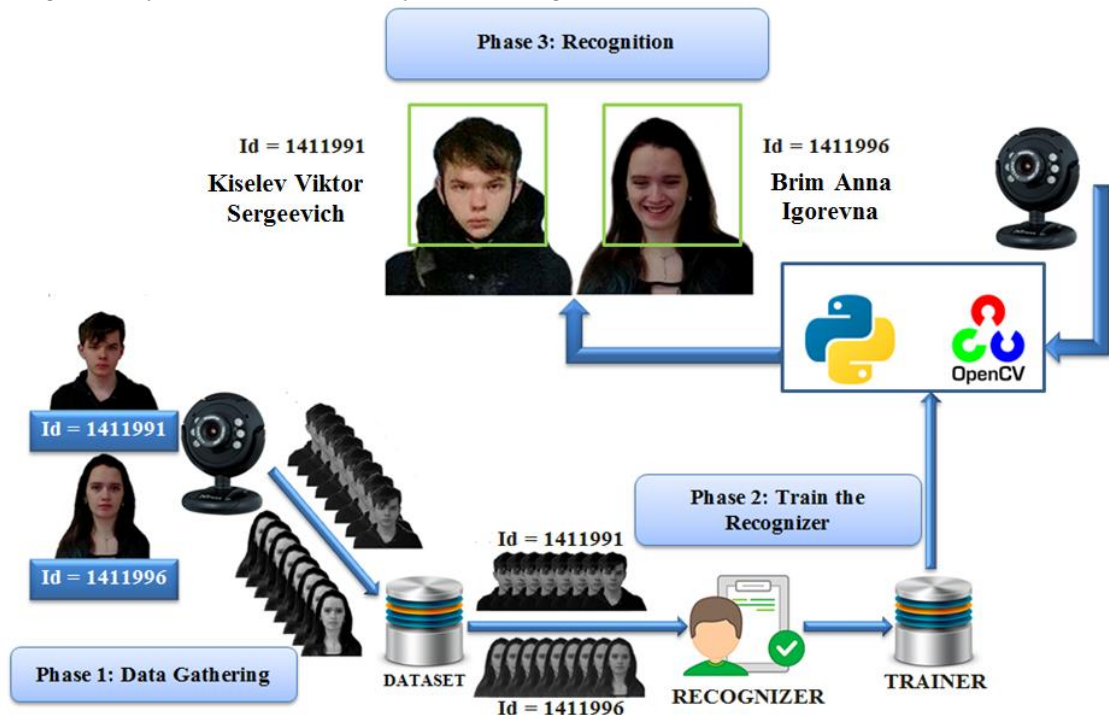 Phase 3: Recognition
Id = 1411991
Kiselev Viktor
Sergeevich
Id = 1411996
Brim Anna
Igorevna
OpenCV
Id = 1411991
Id = 1411996
Phase 1: Data Gathering
DATASET
Id = 1411991
Id = 1411996
Phase 2: Train the
Recognizer
RECOGNIZER
TRAINER